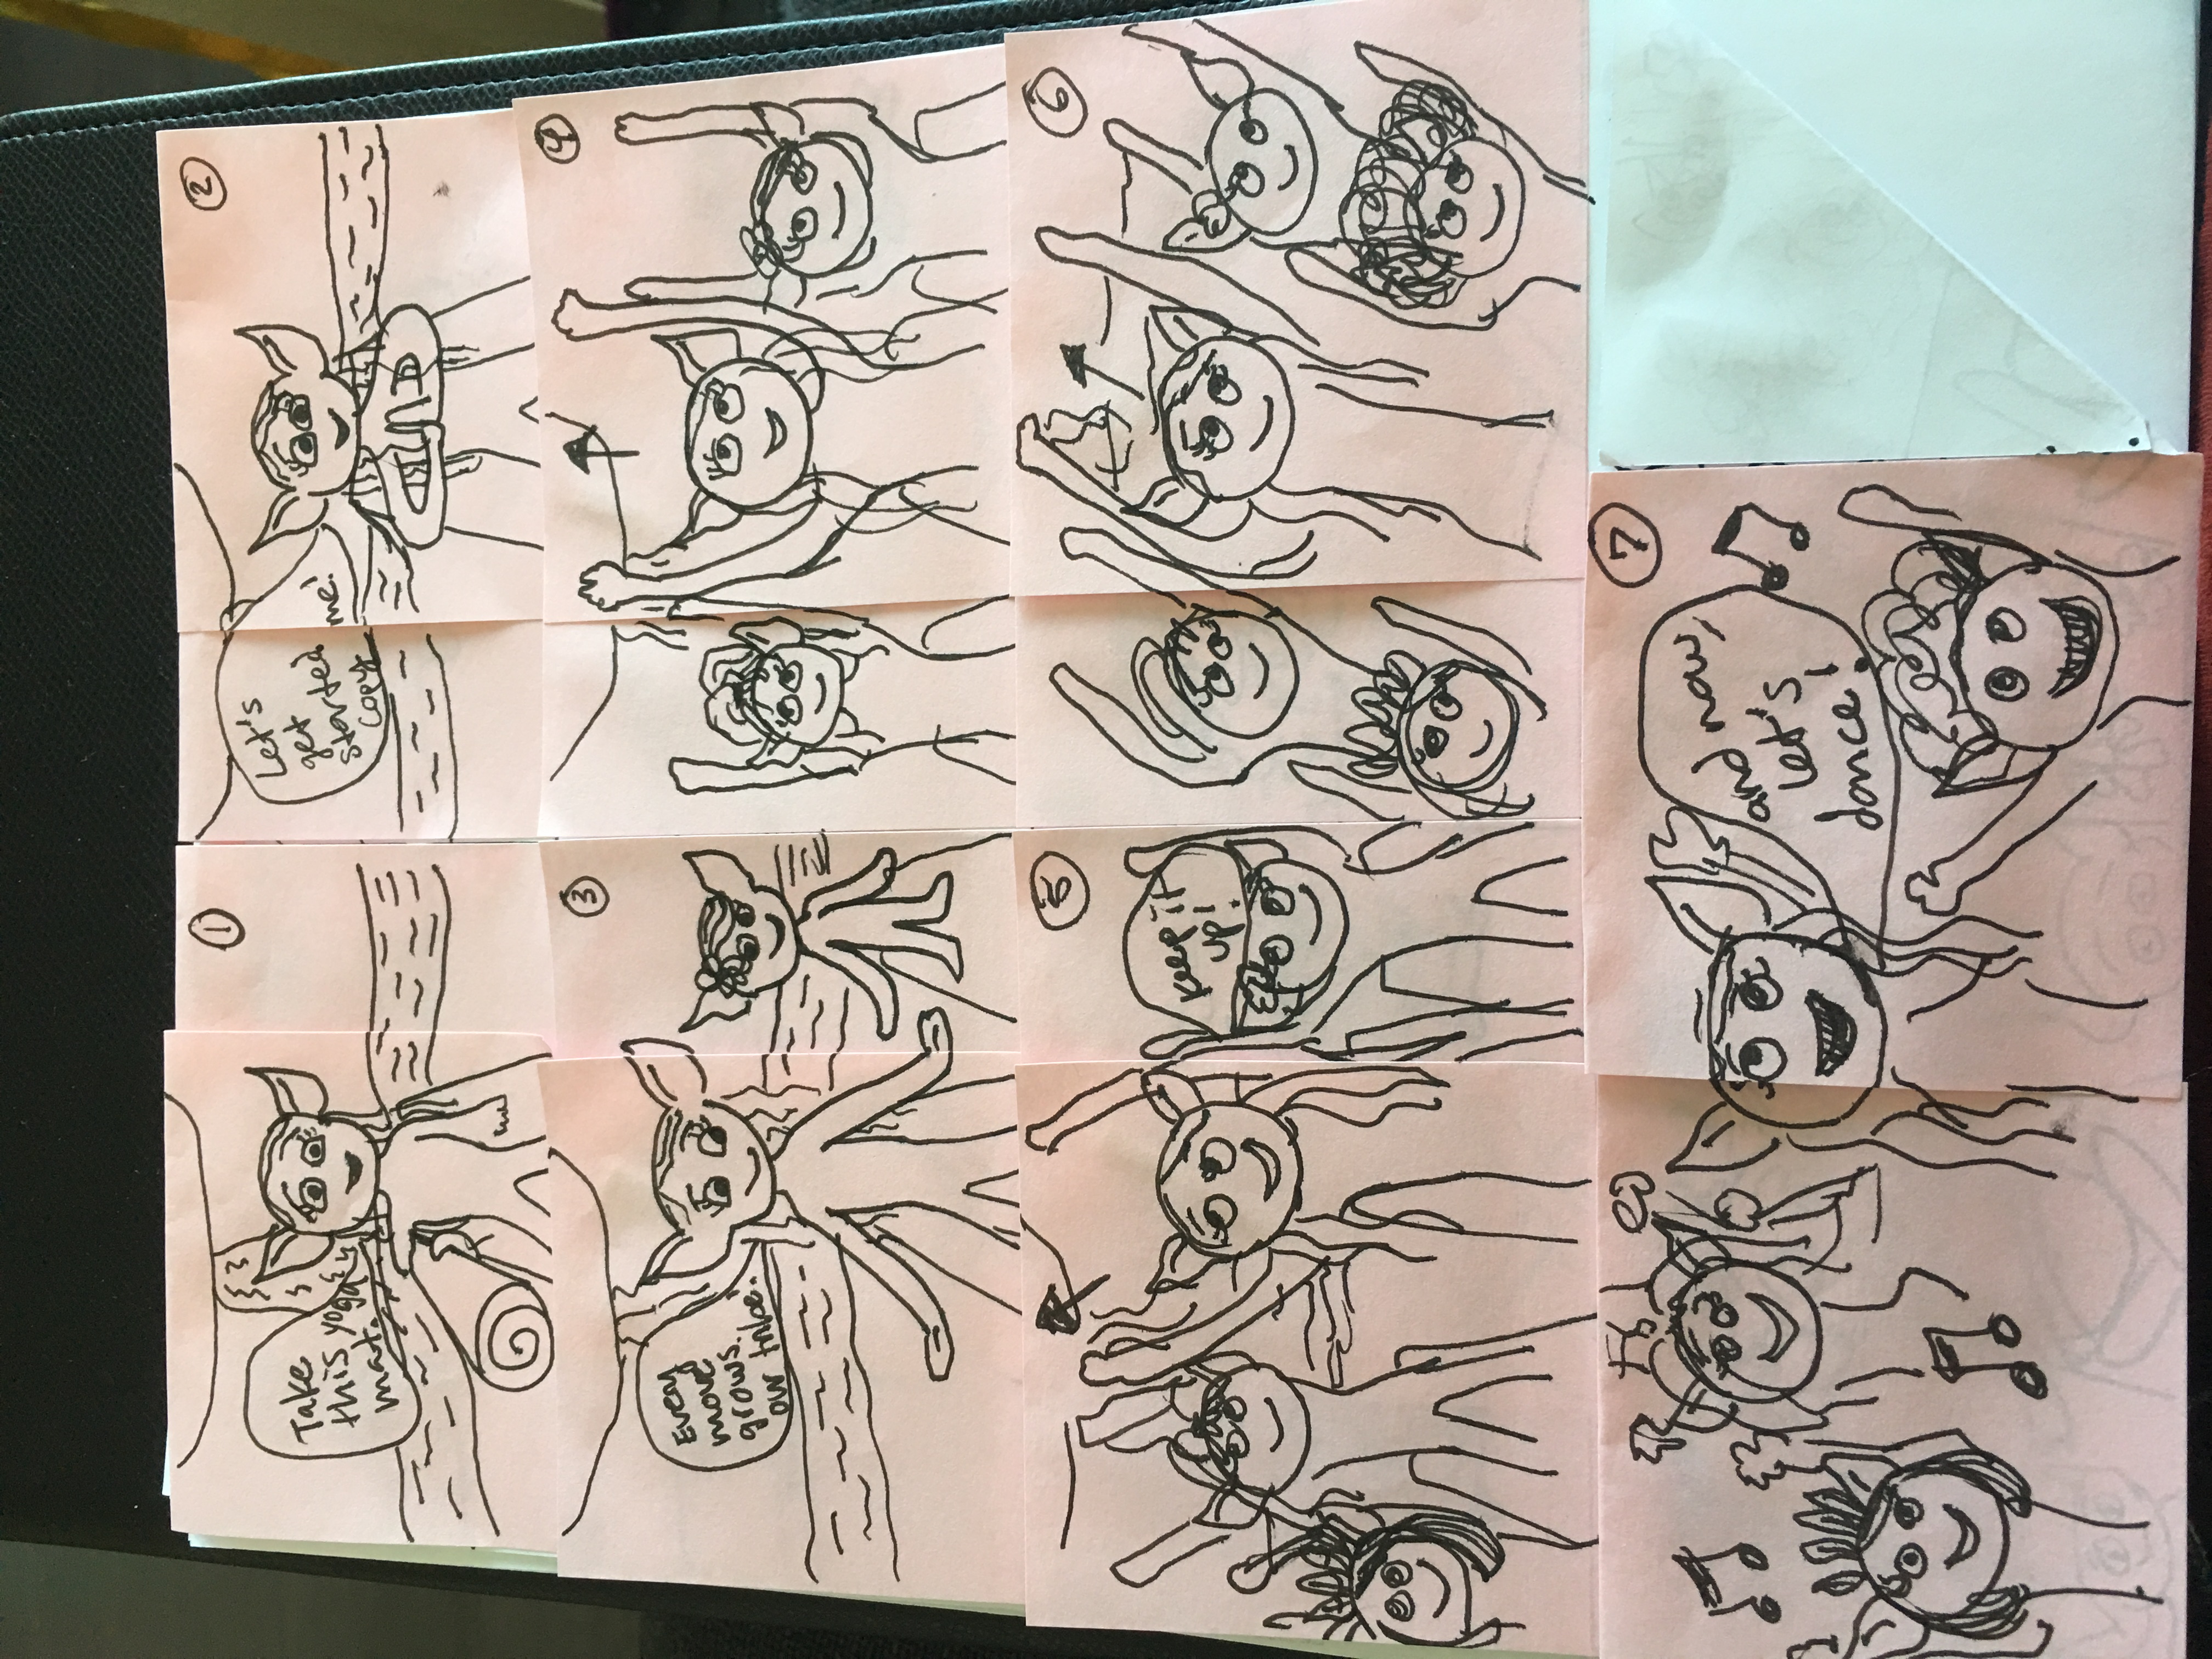 1
Take
this yoga
mat.
2
Let's
get
started
copy me!
3
Every
move
grows
our tribe!
4
5
Keep it
up!
6
7
and now,
let's
dance!